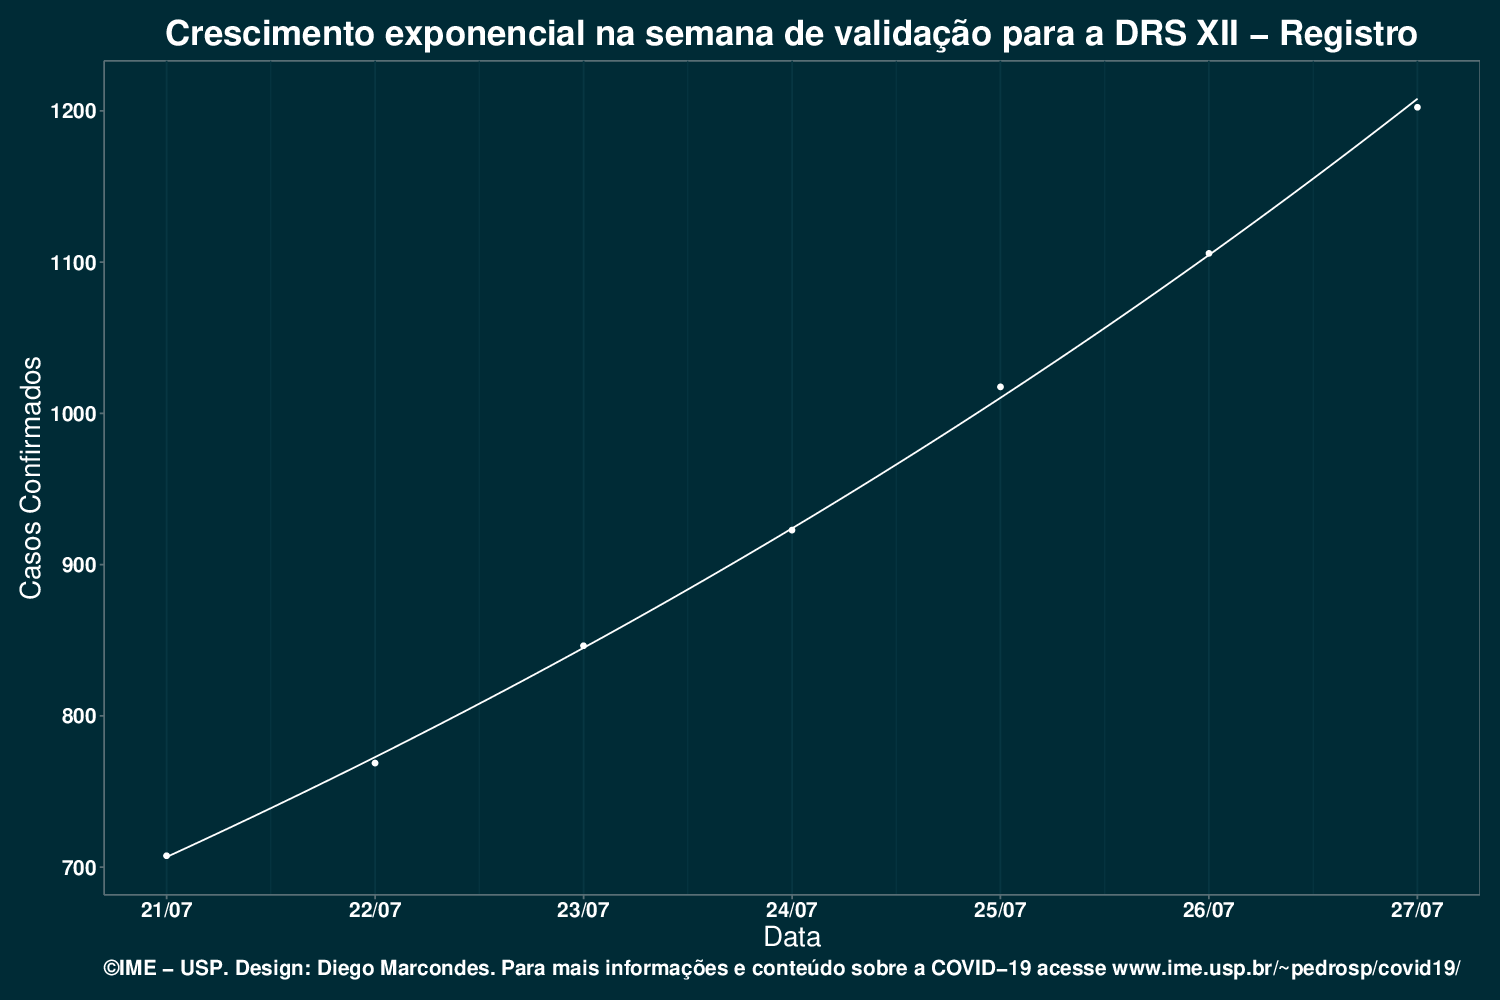 Crescimento exponencial na semana de validação para a DRS XII – Registro
Casos Confirmados
1200
1100
1000
900
800
700
21/07 22/07 23/07 24/07 25/07 26/07 27/07
Data
©IME – USP. Design: Diego Marcondes. Para mais informações e conteúdo sobre a COVID–19 acesse www.ime.usp.br/~pedrosp/covid19/